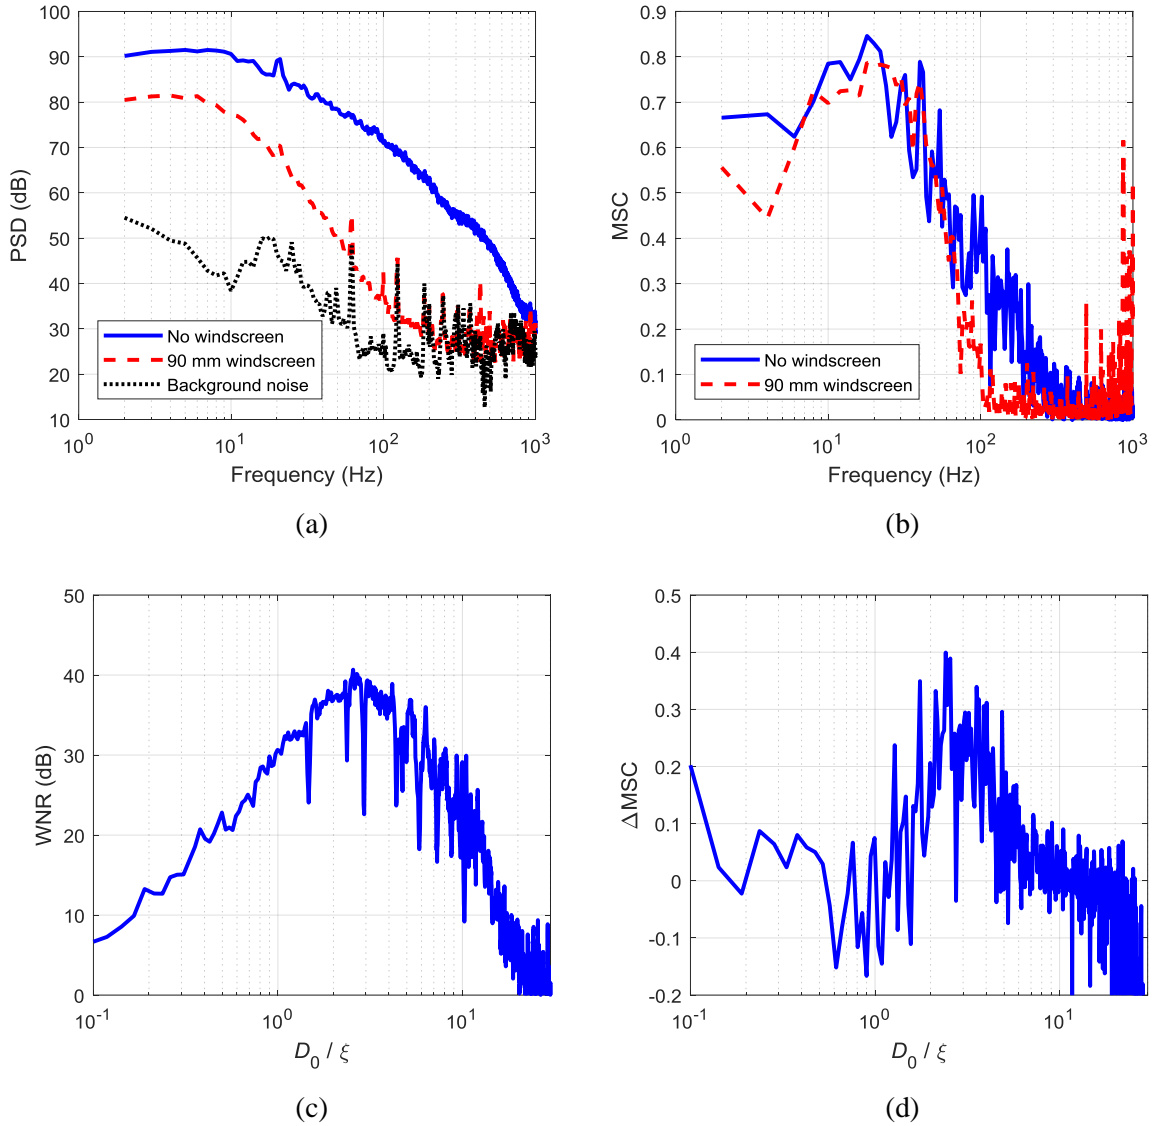 100
90
80
70
60
50
40
30
20
10
PSD (dB)
No windscreen
90 mm windscreen
Background noise
10^0 10^1 10^2 10^3
Frequency (Hz)
(a)
0.9
0.8
0.7
0.6
0.5
0.4
0.3
0.2
0.1
0
MSC
No windscreen
90 mm windscreen
10^0 10^1 10^2 10^3
Frequency (Hz)
(b)
50
40
30
20
10
0
WNR (dB)
10^-1 10^0 10^1
D_0 / ξ
(c)
0.5
0.4
0.3
0.2
0.1
0
-0.1
-0.2
ΔMSC
10^-1 10^0 10^1
D_0 / ξ
(d)